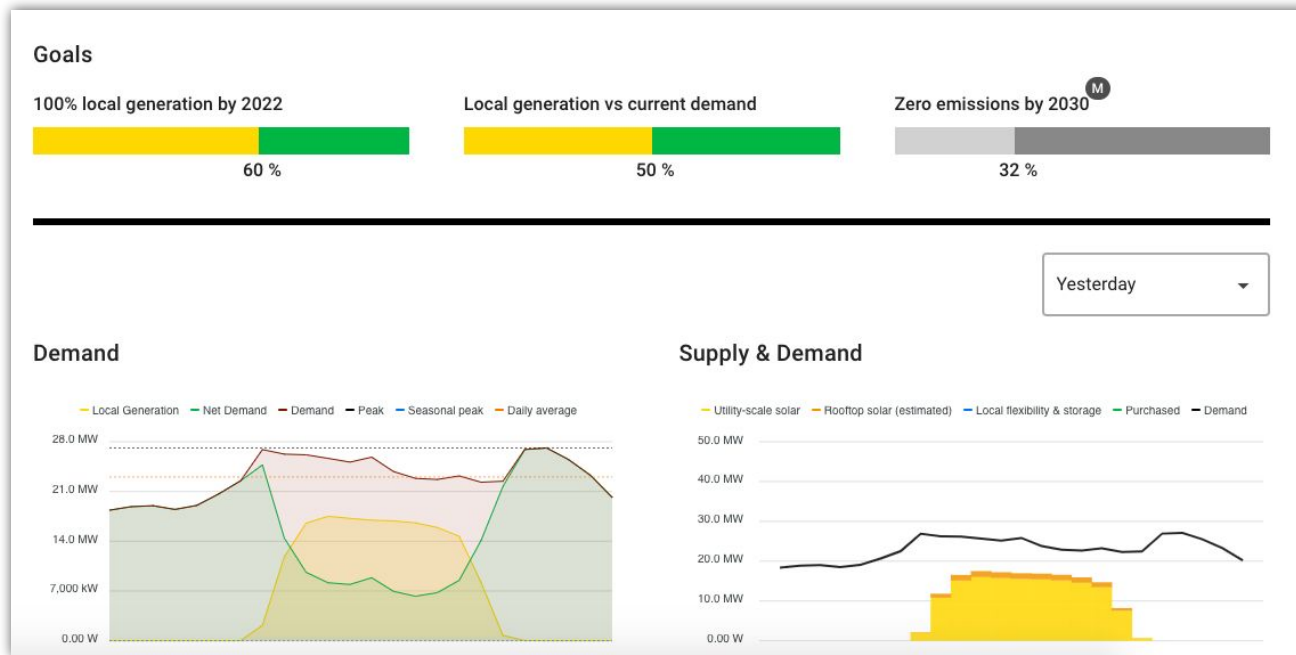 Goals
100% local generation by 2022
Local generation vs current demand
Zero emissions by 2030
M
60 %
50 %
32 %
Yesterday
Demand
Local Generation Net Demand Demand Peak Seasonal peak Daily average
28.0 MW
21.0 MW
14.0 MW
7,000 kW
0.00 W
Supply & Demand
Utility-scale solar Rooftop solar (estimated) Local flexibility & storage Purchased Demand
50.0 MW
40.0 MW
30.0 MW
20.0 MW
10.0 MW
0.00 W